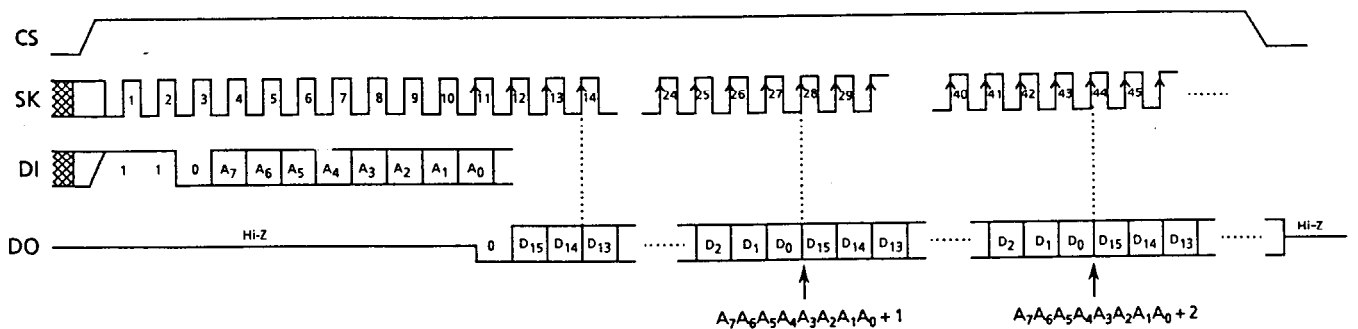 CS
SK 1 2 3 4 5 6 7 8 9 10 11 12 13 14 24 25 26 27 28 29 40 41 42 43 44 45 ........
DI 1 1 0 A7 A6 A5 A4 A3 A2 A1 A0
DO Hi-Z 0 D15 D14 D13 ........ D2 D1 D0 D15 D14 D13 ........ D2 D1 D0 D15 D14 D13 ........ Hi-Z
A7A6A5A4A3A2A1A0 + 1 A7A6A5A4A3A2A1A0 + 2